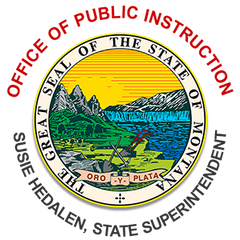 OFFICE OF PUBLIC INSTRUCTION
THE GREAT SEAL OF THE STATE OF MONTANA
ORO -Y- PLATA
SUSIE HEDALEN, STATE SUPERINTENDENT